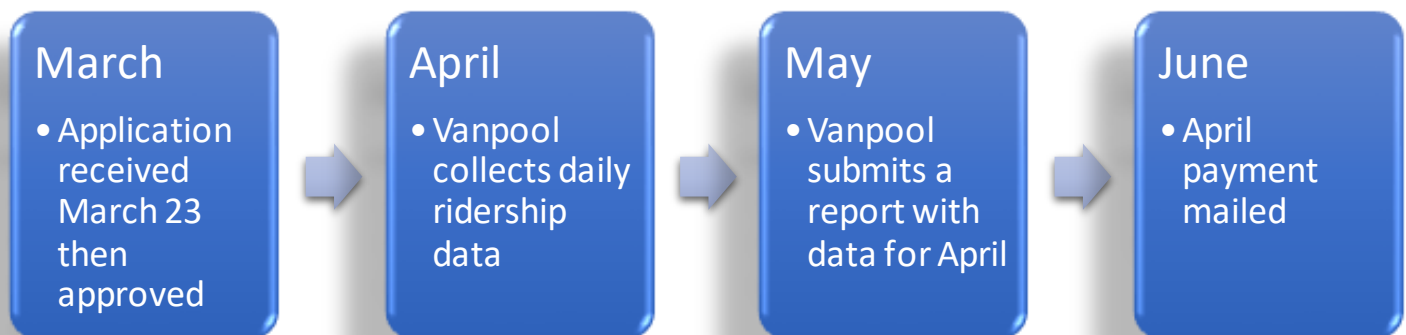 March
• Application
received
March 23
then
approved
April
• Vanpool
collects daily
ridership
data
May
• Vanpool
submits a
report with
data for April
June
• April
payment
mailed